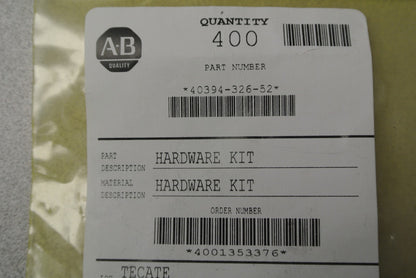 QUANTITY
A-B
QUALITY
400
PART NUMBER
*40394-326-52*
PART DESCRIPTION HARDWARE KIT
MATERIAL DESCRIPTION HARDWARE KIT
ORDER NUMBER
*4001353376*
TECATE